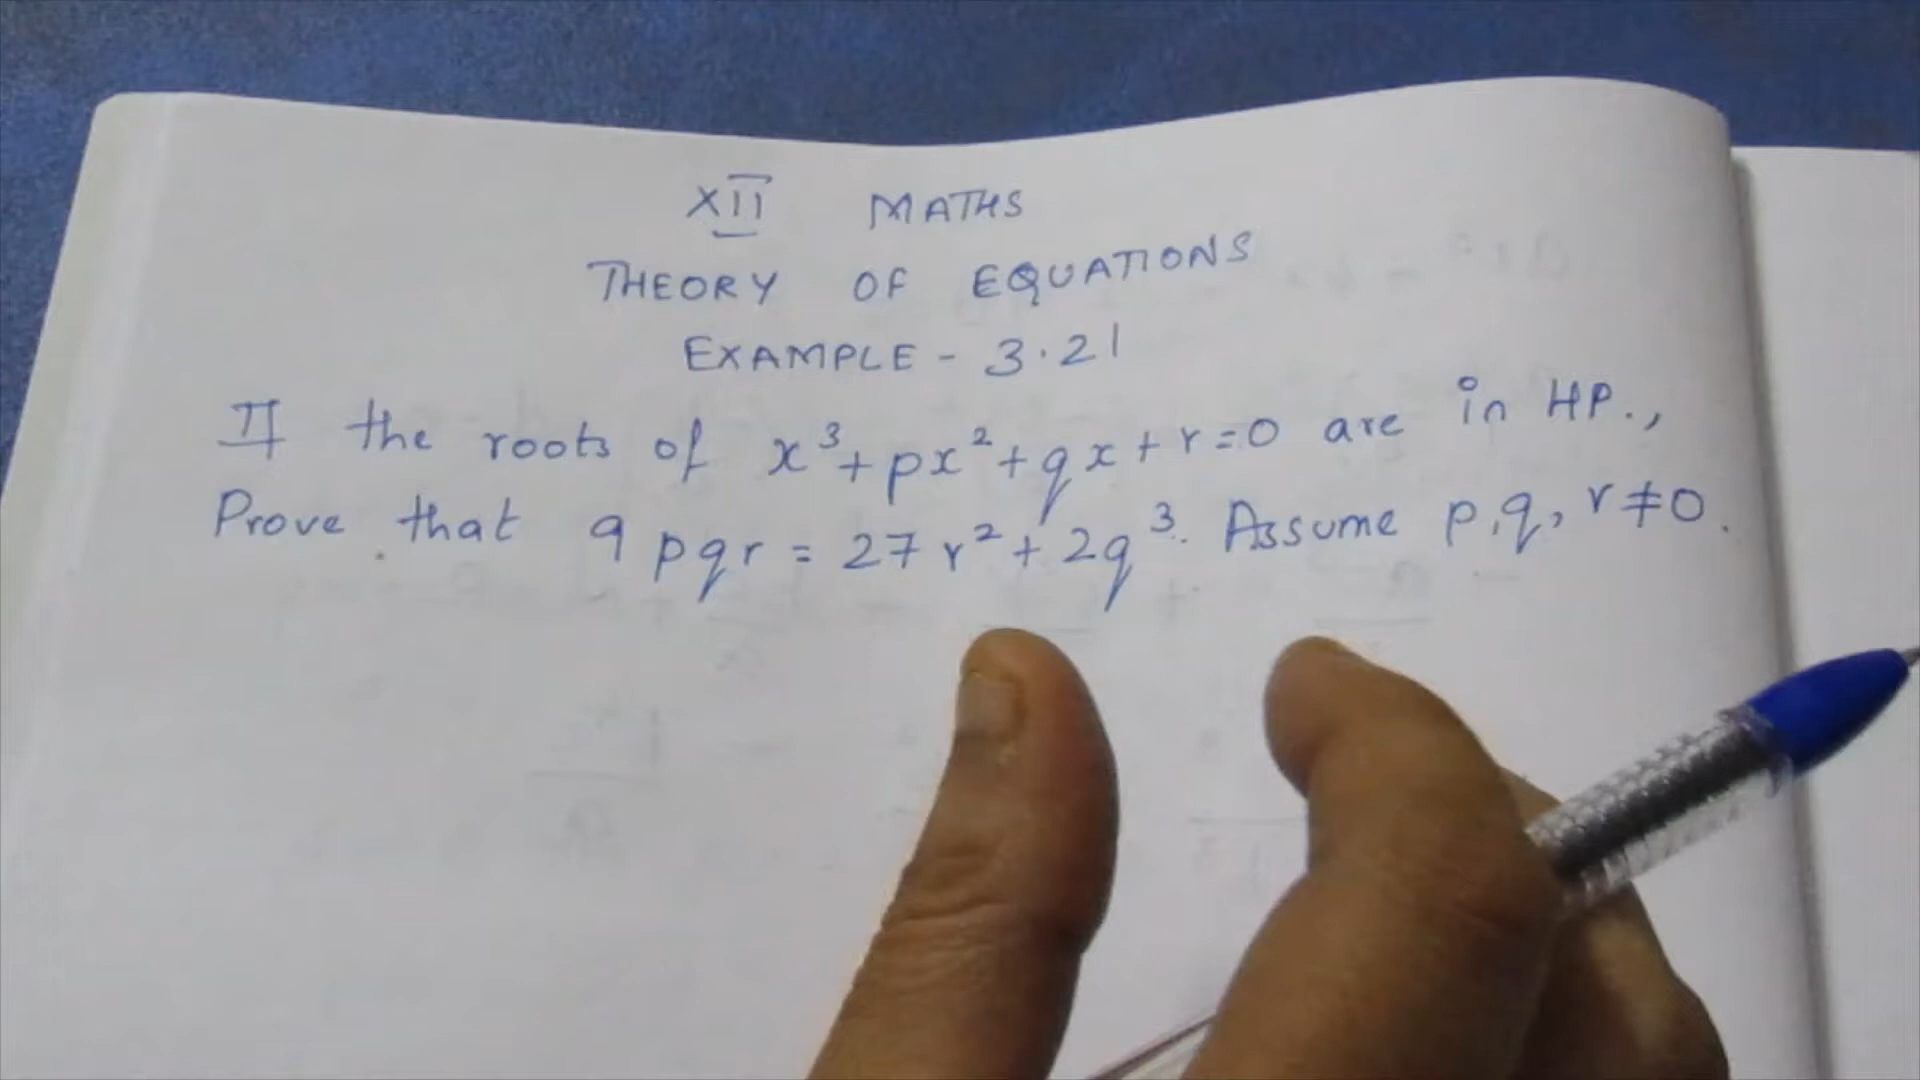 XII MATHS
THEORY OF EQUATIONS
EXAMPLE - 3.21
If the roots of x³+px²+qx+r=0 are in HP.,
Prove that 9pqr = 27r²+2q³. Assume p,q,r≠0.